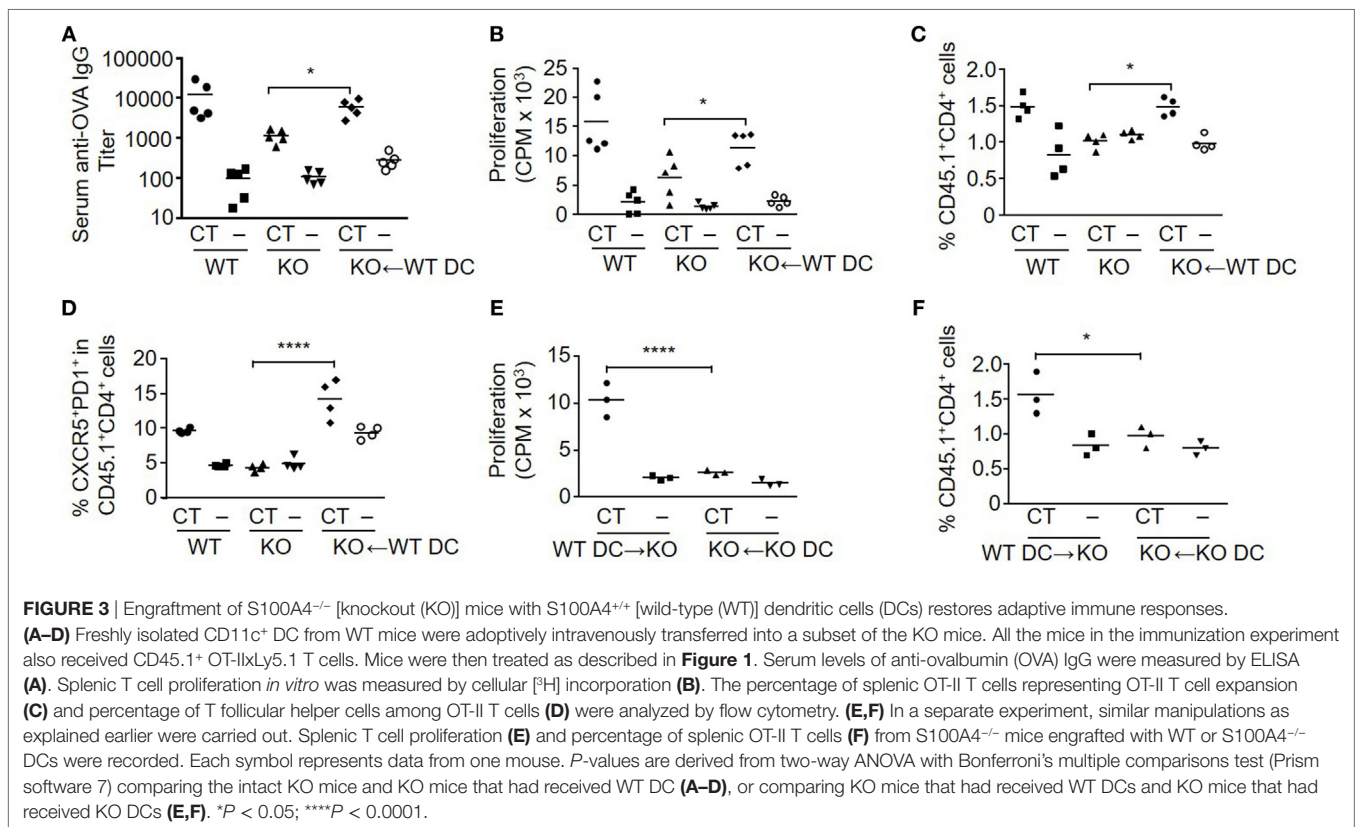 A
Serum anti-OVA IgG
Titer
100000
10000
1000
100
10
*
CT – CT – CT –
WT KO KO←WT DC
B
Proliferation
(CPM x 10³)
25
20
15
10
5
0
*
CT – CT – CT –
WT KO KO←WT DC
C
% CD45.1⁺CD4⁺ cells
2.0
1.5
1.0
0.5
0
*
CT – CT – CT –
WT KO KO←WT DC
D
% CXCR5⁺PD1⁺ in
CD45.1⁺CD4⁺ cells
20
15
10
5
0
****
CT – CT – CT –
WT KO KO←WT DC
E
Proliferation
(CPM x 10³)
15
10
5
0
****
CT – CT –
WT DC→KO KO←KO DC
F
% CD45.1⁺CD4⁺ cells
2.0
1.5
1.0
0.5
0
*
CT – CT –
WT DC→KO KO←KO DC
FIGURE 3 | Engraftment of S100A4⁻/⁻ [knockout (KO)] mice with S100A4⁺/⁺ [wild-type (WT)] dendritic cells (DCs) restores adaptive immune responses.
(A–D) Freshly isolated CD11c⁺ DC from WT mice were adoptively intravenously transferred into a subset of the KO mice. All the mice in the immunization experiment
also received CD45.1⁺ OT-IIxLy5.1 T cells. Mice were then treated as described in Figure 1. Serum levels of anti-ovalbumin (OVA) IgG were measured by ELISA
(A). Splenic T cell proliferation in vitro was measured by cellular [³H] incorporation (B). The percentage of splenic OT-II T cells representing OT-II T cell expansion
(C) and percentage of T follicular helper cells among OT-II T cells (D) were analyzed by flow cytometry. (E,F) In a separate experiment, similar manipulations as
explained earlier were carried out. Splenic T cell proliferation (E) and percentage of splenic OT-II T cells (F) from S100A4⁻/⁻ mice engrafted with WT or S100A4⁻/⁻
DCs were recorded. Each symbol represents data from one mouse. P-values are derived from two-way ANOVA with Bonferroni's multiple comparisons test (Prism
software 7) comparing the intact KO mice and KO mice that had received WT DC (A–D), or comparing KO mice that had received WT DCs and KO mice that had
received KO DCs (E,F). *P < 0.05; ****P < 0.0001.